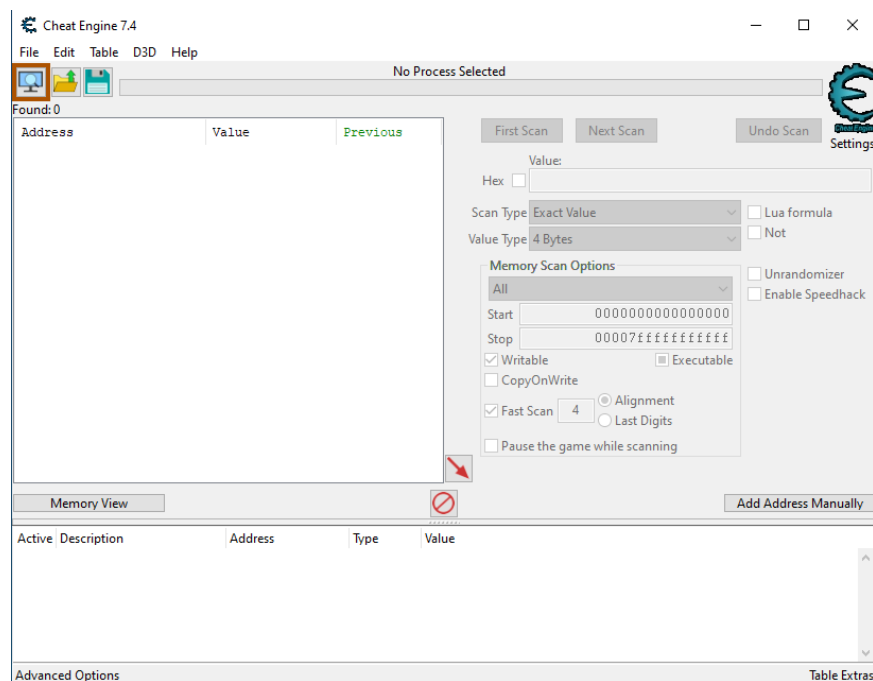 Cheat Engine 7.4
File Edit Table D3D Help
No Process Selected
Found: 0
Address Value Previous
First Scan Next Scan Undo Scan
Cheat Engine
Settings
Value:
Hex
Scan Type Exact Value
Lua formula
Value Type 4 Bytes
Not
Memory Scan Options
All
Unrandomizer
Enable Speedhack
Start 0000000000000000
Stop 00007fffffffffff
Writable Executable
CopyOnWrite
Fast Scan 4 Alignment
Last Digits
Pause the game while scanning
Memory View
Add Address Manually
Active Description Address Type Value
Advanced Options
Table Extras